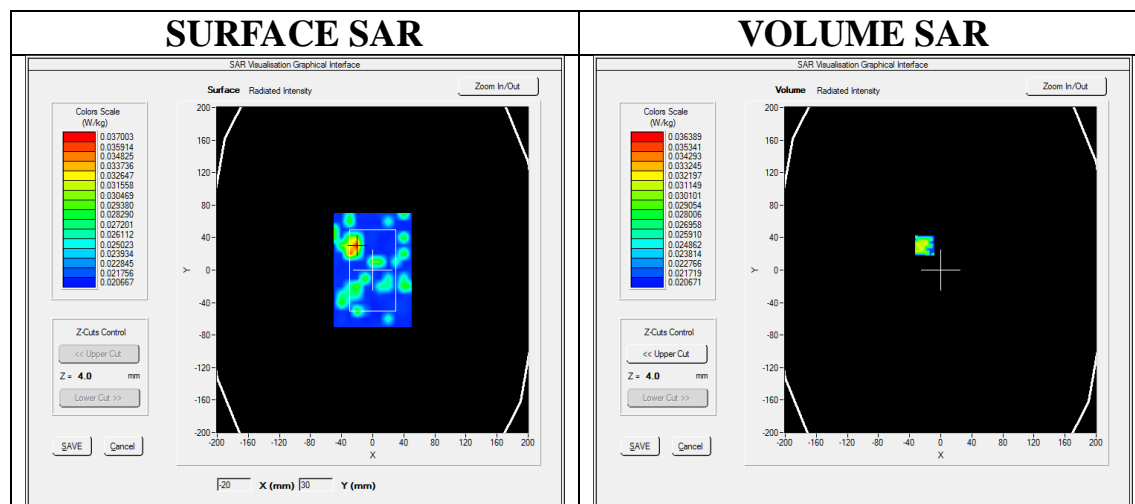 SURFACE SAR
VOLUME SAR
SAR Visualisation Graphical Interface
Surface Radiated Intensity
Zoom In/Out
Colors Scale
(W/kg)
0.037003
0.035914
0.034825
0.033736
0.032647
0.031558
0.030469
0.029380
0.028290
0.027201
0.026112
0.025023
0.023934
0.022845
0.021756
0.020667
200
160
120
80
40
0
-40
-80
-120
-160
-200
Y
-200 -160 -120 -80 -40 0 40 80 120 160 200
X
Z-Cuts Control
<< Upper Cut
Z = 4.0 mm
Lower Cut >>
SAVE Cancel
-20 X (mm) 30 Y (mm)
SAR Visualisation Graphical Interface
Volume Radiated Intensity
Zoom In/Out
Colors Scale
(W/kg)
0.036389
0.035341
0.034293
0.033245
0.032197
0.031149
0.030101
0.029054
0.028006
0.026958
0.025910
0.024862
0.023814
0.022766
0.021719
0.020671
200
160
120
80
40
0
-40
-80
-120
-160
-200
Y
-200 -160 -120 -80 -40 0 40 80 120 160 200
X
Z-Cuts Control
<< Upper Cut
Z = 4.0 mm
Lower Cut >>
SAVE Cancel